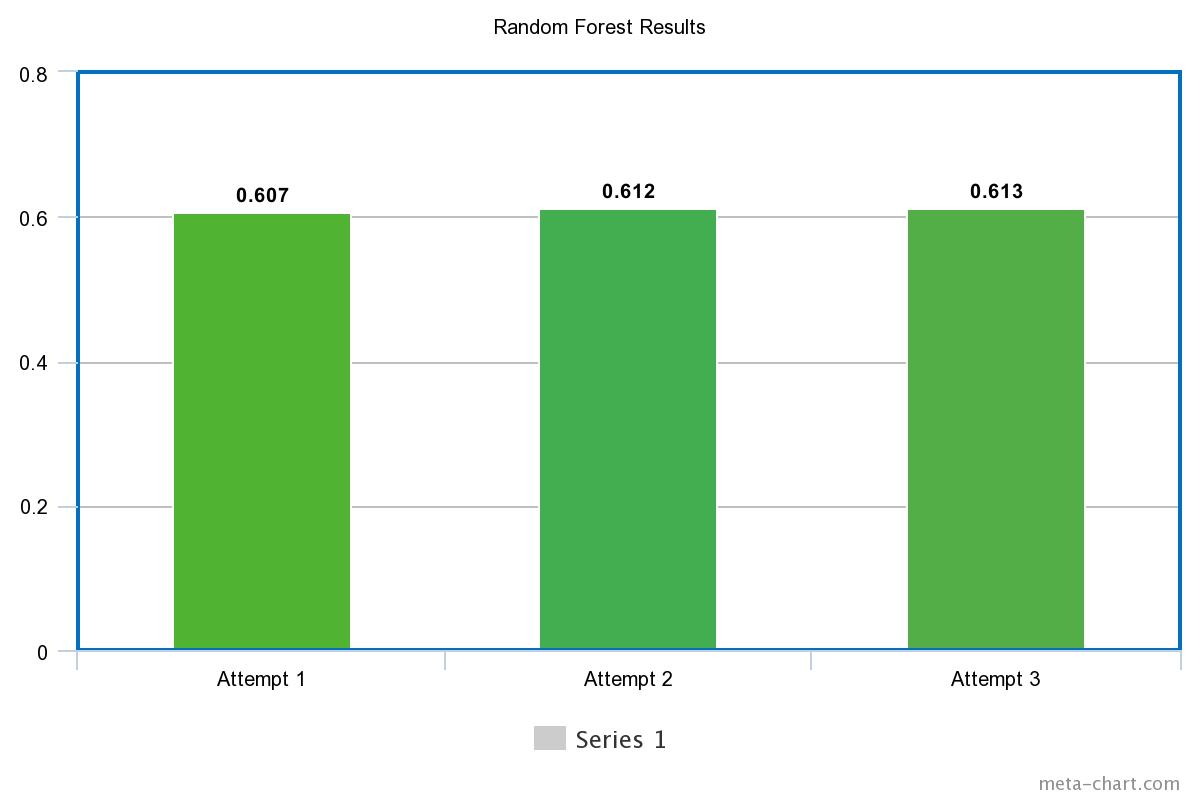 Random Forest Results
0.8
0.6
0.4
0.2
0
0.607
0.612
0.613
Attempt 1
Attempt 2
Attempt 3
Series 1
meta-chart.com